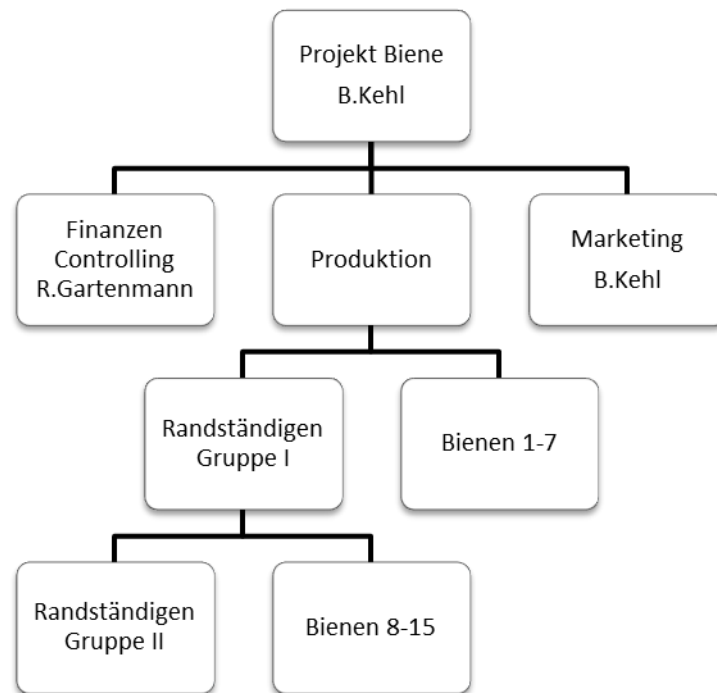 Projekt Biene
B.Kehl
Finanzen
Controlling
R.Gartenmann
Produktion
Marketing
B.Kehl
Randständigen
Gruppe I
Bienen 1-7
Randständigen
Gruppe II
Bienen 8-15